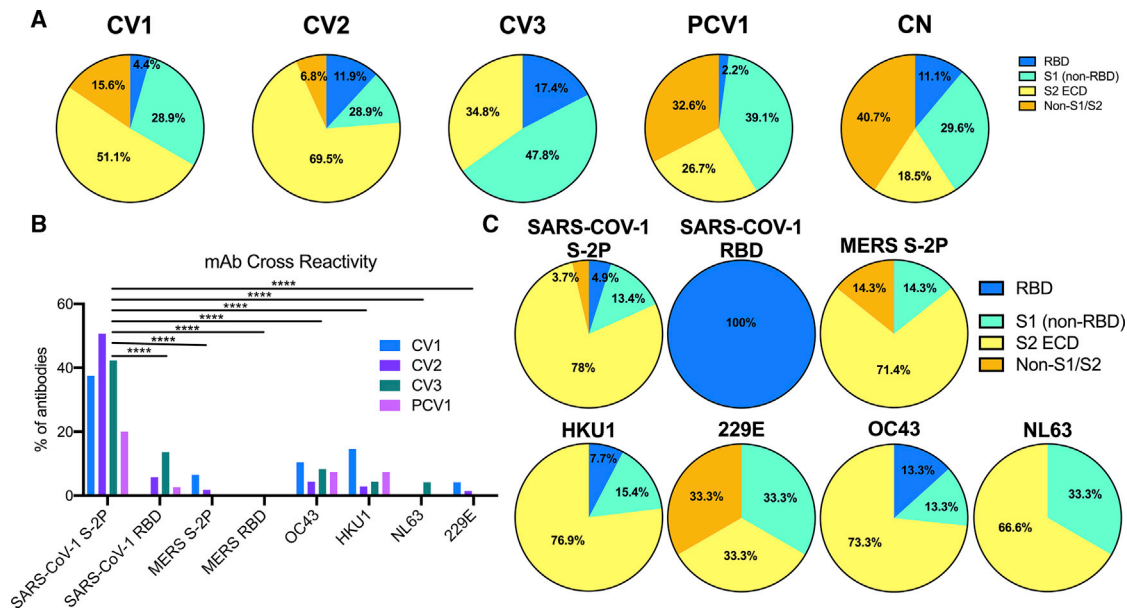 A
CV1
CV2
CV3
PCV1
CN
4.4%
28.9%
51.1%
15.6%
11.9%
28.9%
69.5%
6.8%
17.4%
47.8%
34.8%
2.2%
39.1%
26.7%
32.6%
11.1%
29.6%
18.5%
40.7%
RBD
S1 (non-RBD)
S2 ECD
Non-S1/S2
B
mAb Cross Reactivity
% of antibodies
60
40
20
0
****
****
****
****
****
****
****
CV1
CV2
CV3
PCV1
SARS-CoV-1 S-2P
SARS-CoV-1 RBD
MERS S-2P
MERS RBD
OC43
HKU1
NL63
229E
C
SARS-COV-1
S-2P
3.7%
4.9%
13.4%
78%
SARS-COV-1
RBD
100%
MERS S-2P
14.3%
14.3%
71.4%
RBD
S1 (non-RBD)
S2 ECD
Non-S1/S2
HKU1
7.7%
15.4%
76.9%
229E
33.3%
33.3%
33.3%
OC43
13.3%
13.3%
73.3%
NL63
33.3%
66.6%